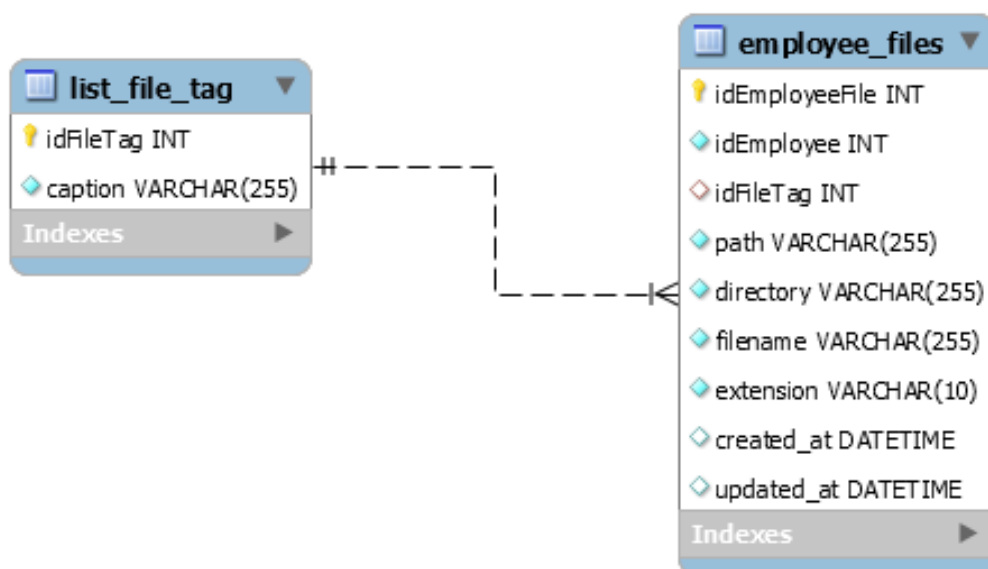 list_file_tag
idFileTag INT
caption VARCHAR(255)
Indexes
employee_files
idEmployeeFile INT
idEmployee INT
idFileTag INT
path VARCHAR(255)
directory VARCHAR(255)
filename VARCHAR(255)
extension VARCHAR(10)
created_at DATETIME
updated_at DATETIME
Indexes